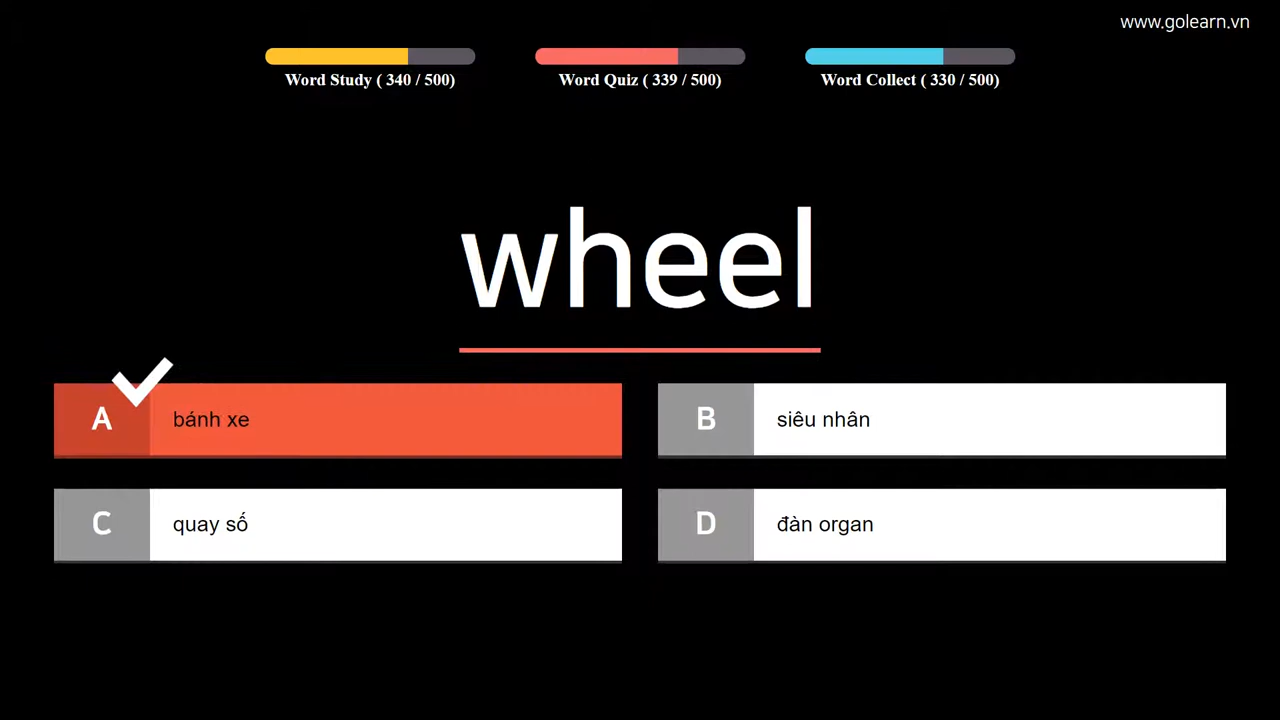 www.golearn.vn
Word Study ( 340 / 500)
Word Quiz ( 339 / 500)
Word Collect ( 330 / 500)
wheel
A bánh xe
B siêu nhân
C quay số
D đàn organ